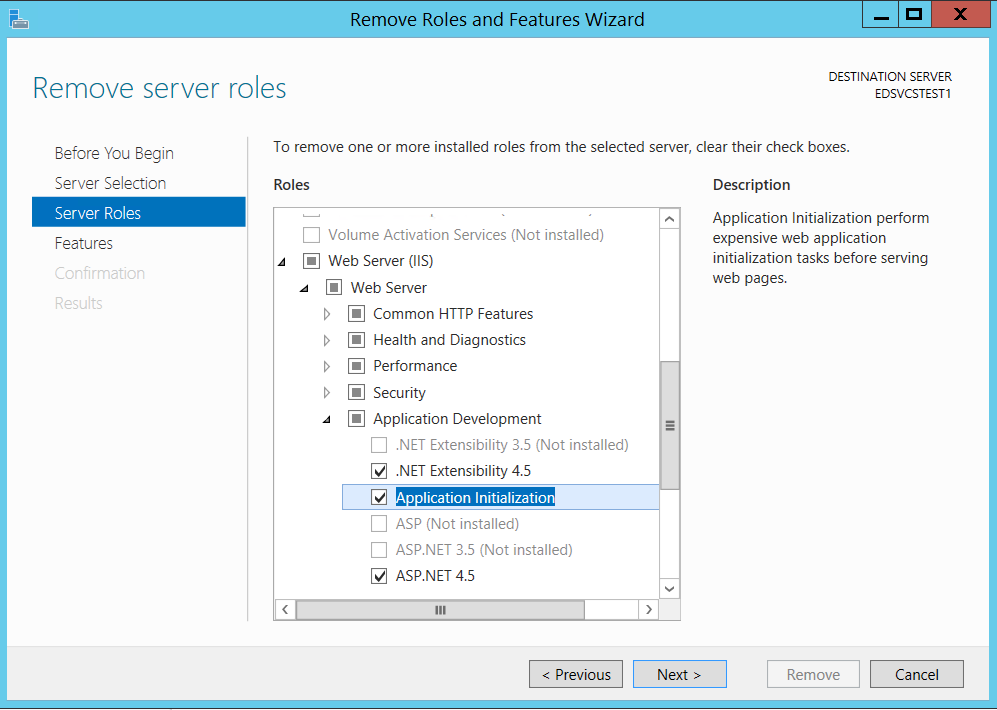 Remove Roles and Features Wizard
Remove server roles
DESTINATION SERVER
EDSVCSTEST1
Before You Begin
Server Selection
Server Roles
Features
Confirmation
Results
To remove one or more installed roles from the selected server, clear their check boxes.
Roles
Volume Activation Services (Not installed)
Web Server (IIS)
Web Server
Common HTTP Features
Health and Diagnostics
Performance
Security
Application Development
.NET Extensibility 3.5 (Not installed)
.NET Extensibility 4.5
Application Initialization
ASP (Not installed)
ASP.NET 3.5 (Not installed)
ASP.NET 4.5
Description
Application Initialization perform
expensive web application
initialization tasks before serving
web pages.
< Previous
Next >
Remove
Cancel